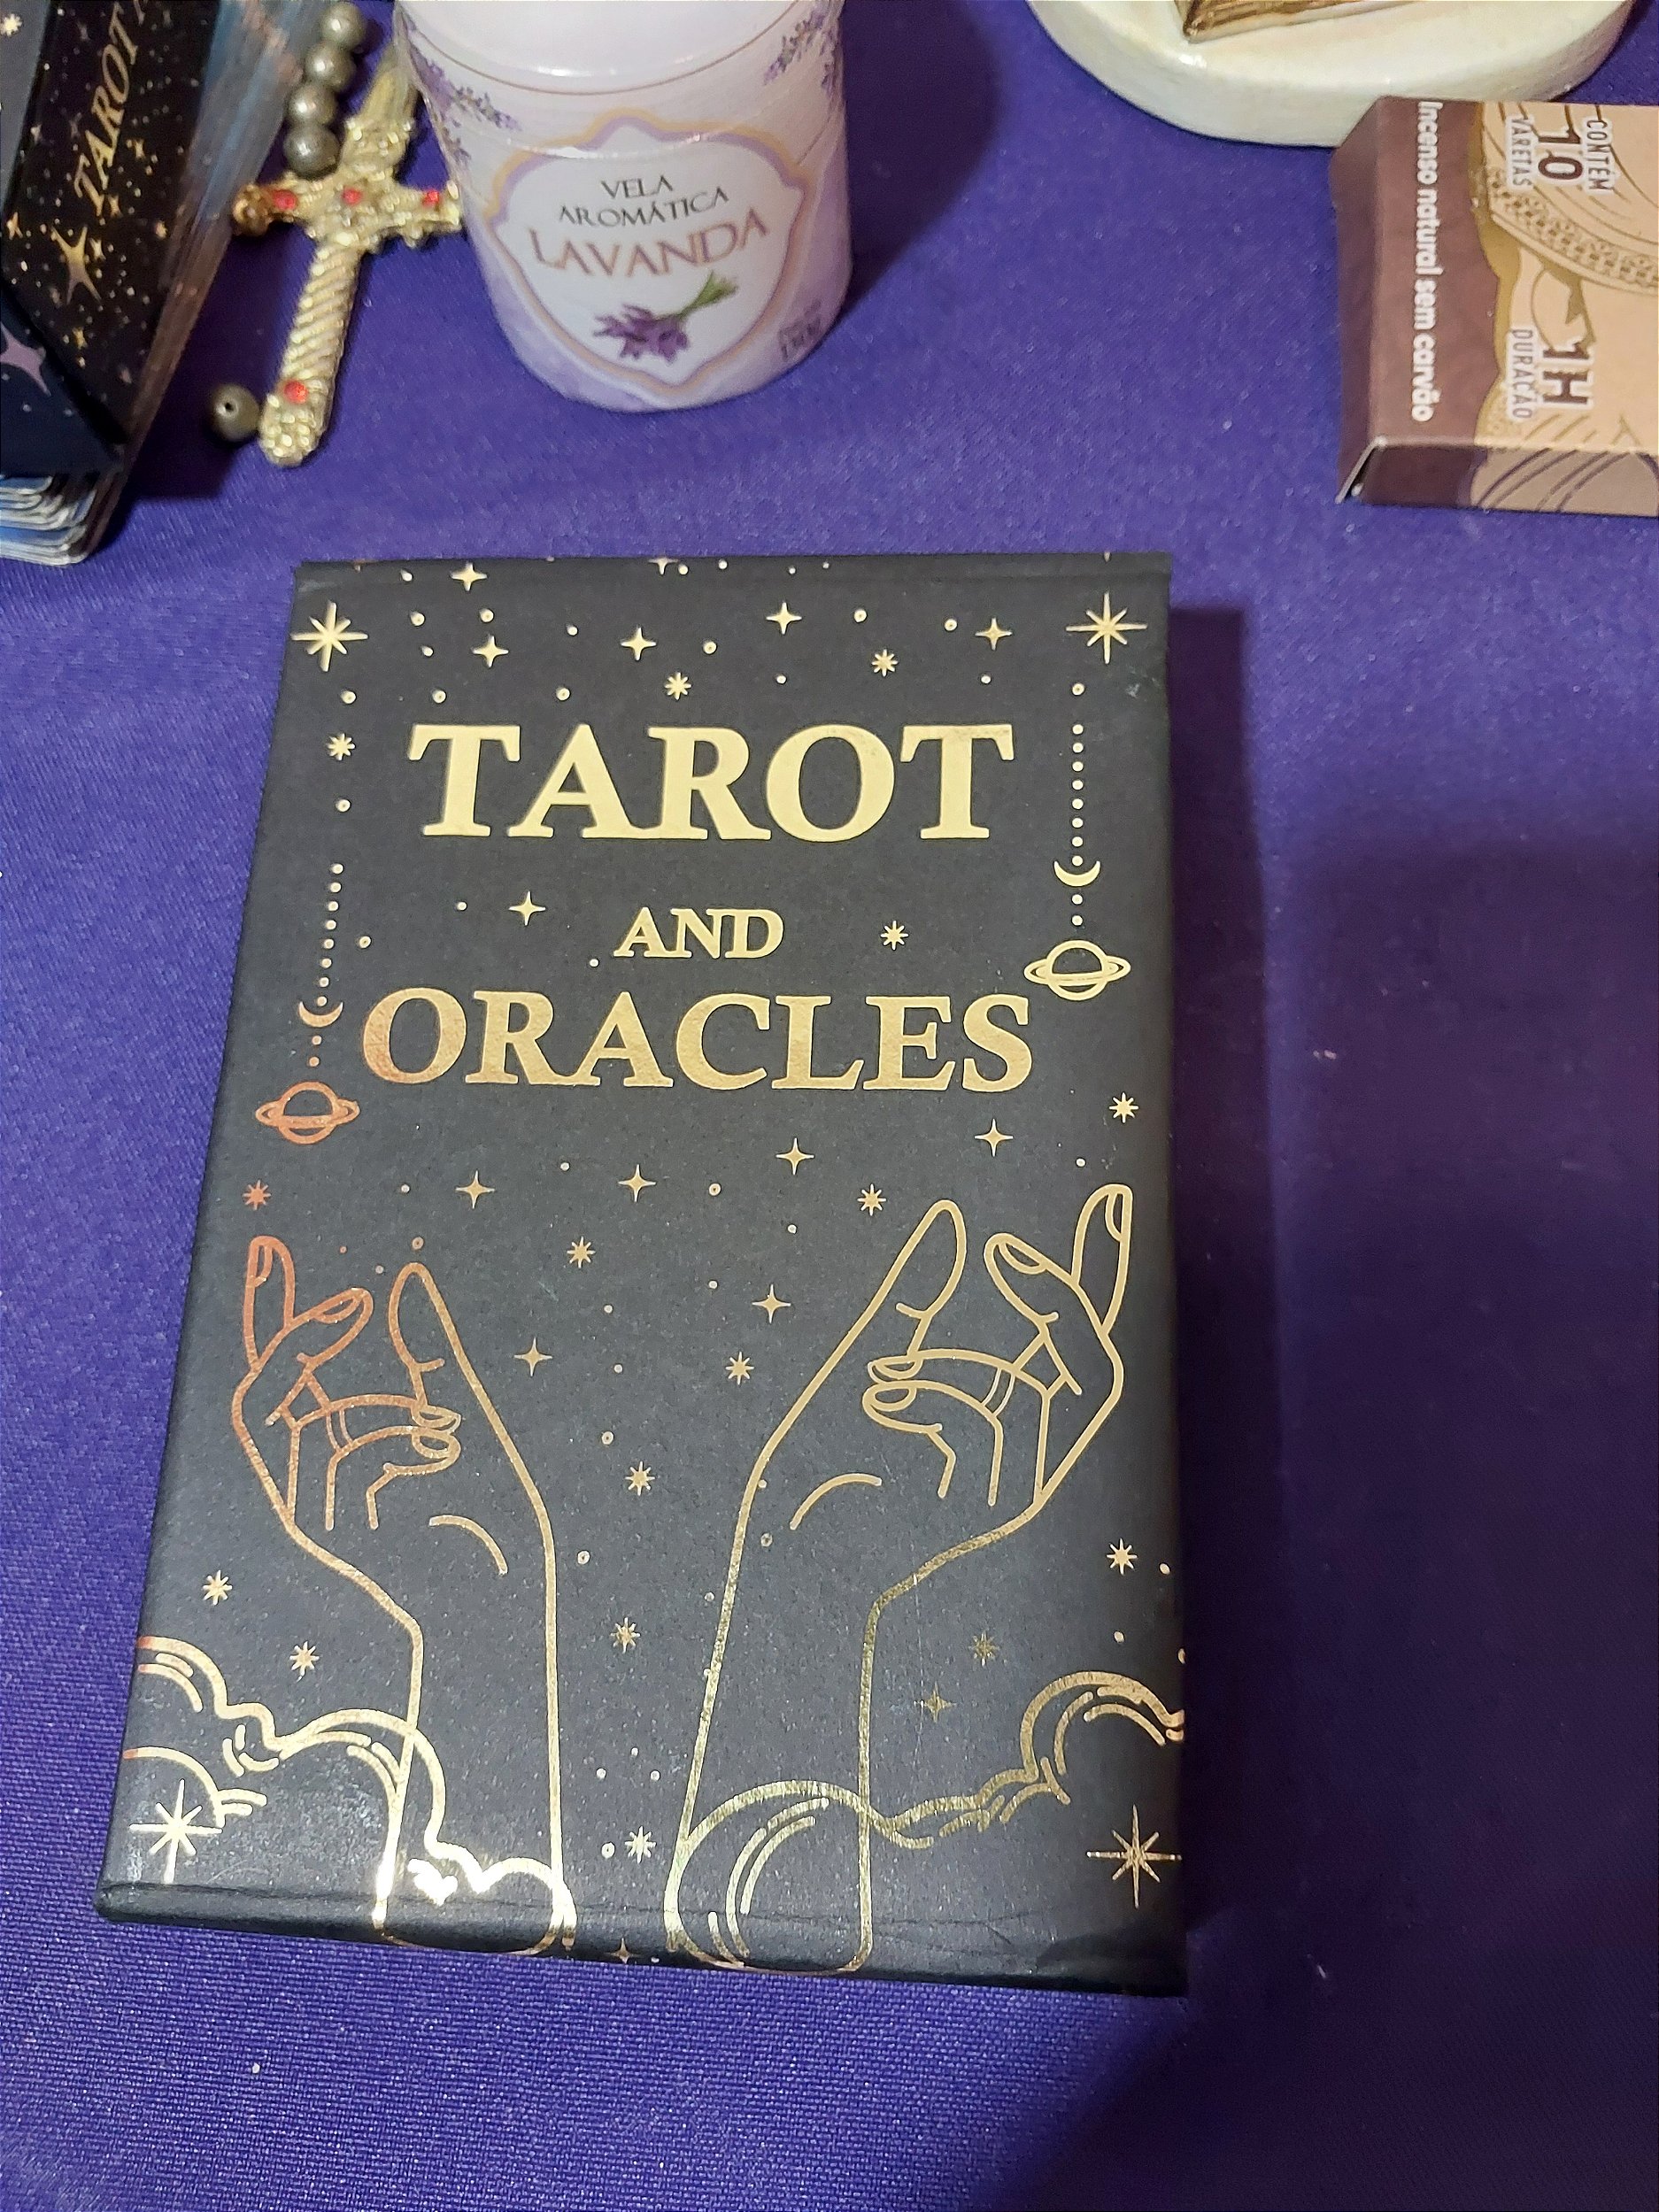 TAROT
VELA
AROMÁTICA
LAVANDA
CONTÉM
10
VARETAS
1H
DURAÇÃO
Incenso natural sem carvão
TAROT
AND
ORACLES